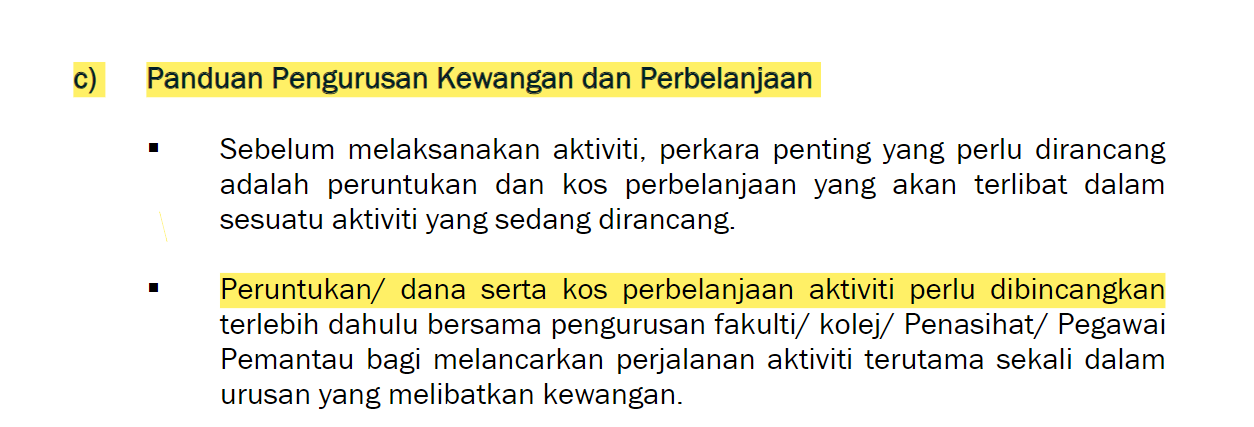 c) Panduan Pengurusan Kewangan dan Perbelanjaan
▪ Sebelum melaksanakan aktiviti, perkara penting yang perlu dirancang
adalah peruntukan dan kos perbelanjaan yang akan terlibat dalam
sesuatu aktiviti yang sedang dirancang.
▪ Peruntukan/ dana serta kos perbelanjaan aktiviti perlu dibincangkan
terlebih dahulu bersama pengurusan fakulti/ kolej/ Penasihat/ Pegawai
Pemantau bagi melancarkan perjalanan aktiviti terutama sekali dalam
urusan yang melibatkan kewangan.